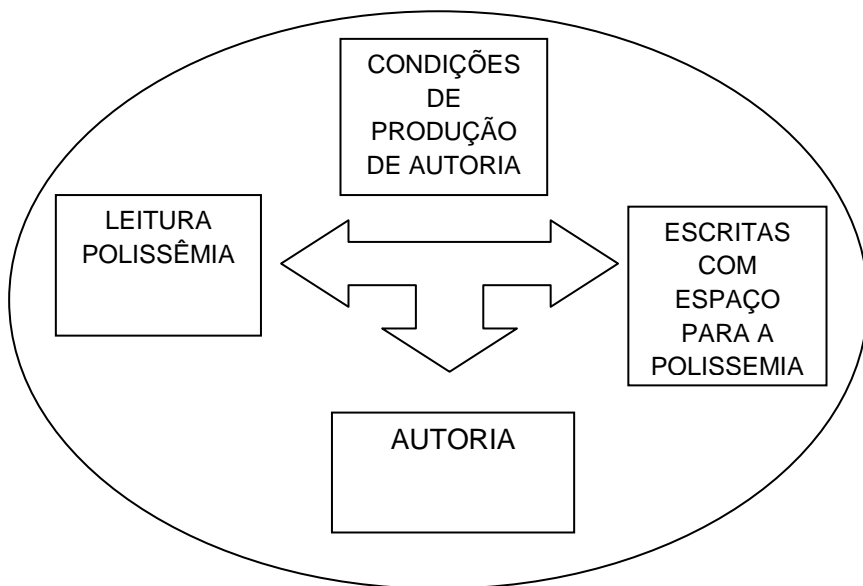 CONDIÇÕES
DE
PRODUÇÃO
DE AUTORIA
LEITURA
POLISSÊMIA
ESCRITAS
COM
ESPAÇO
PARA A
POLISSEMIA
AUTORIA